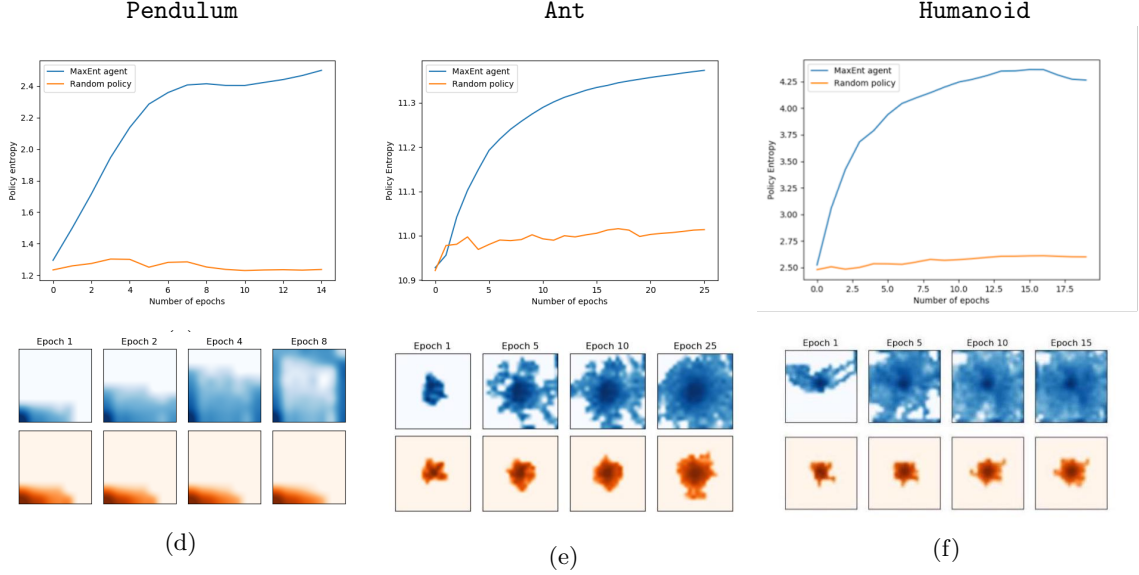 Pendulum
MaxEnt agent
Random policy
2.4
2.2
2.0
1.8
1.6
1.4
1.2
Policy entropy
0 2 4 6 8 10 12 14
Number of epochs
Epoch 1 Epoch 2 Epoch 4 Epoch 8
(d)
Ant
MaxEnt agent
Random policy
11.3
11.2
11.1
11.0
10.9
Policy entropy
0 5 10 15 20 25
Number of epochs
Epoch 1 Epoch 5 Epoch 10 Epoch 25
(e)
Humanoid
MaxEnt agent
Random policy
4.25
4.00
3.75
3.50
3.25
3.00
2.75
2.50
Policy Entropy
0.0 2.5 5.0 7.5 10.0 12.5 15.0 17.5
Number of epochs
Epoch 1 Epoch 5 Epoch 10 Epoch 15
(f)